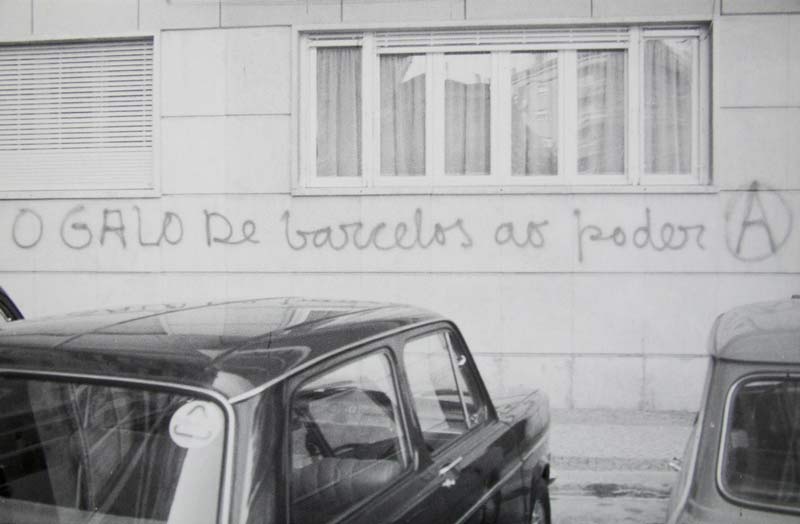 O GALO De barcelos ao poder Ⓐ